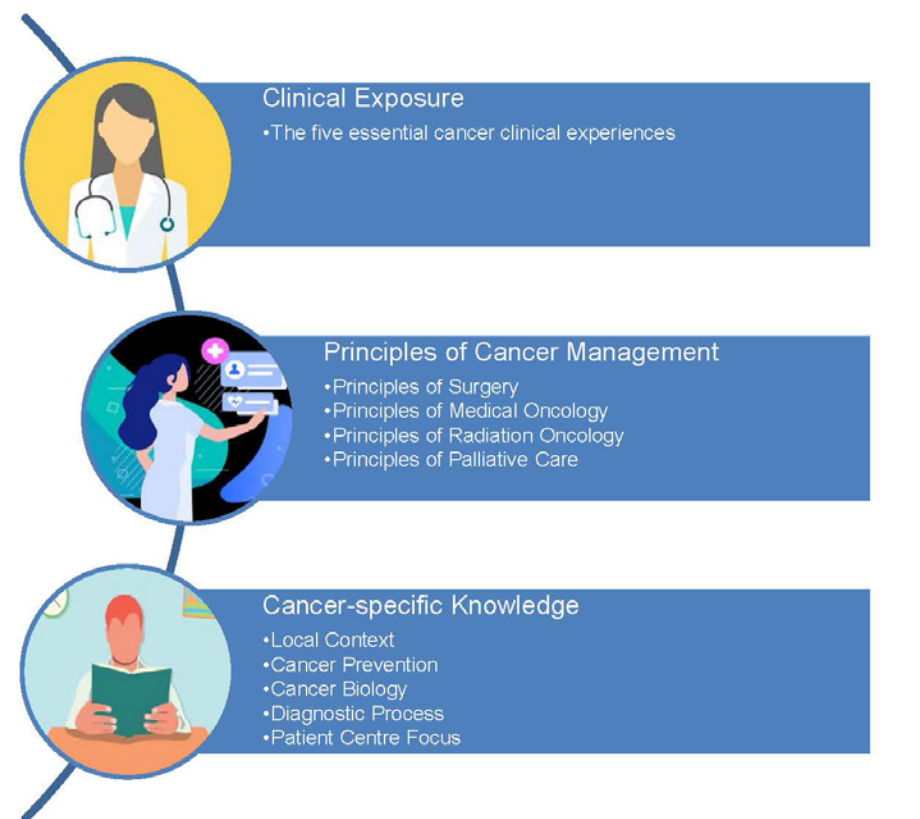 Clinical Exposure
•The five essential cancer clinical experiences
Principles of Cancer Management
•Principles of Surgery
•Principles of Medical Oncology
•Principles of Radiation Oncology
•Principles of Palliative Care
Cancer-specific Knowledge
•Local Context
•Cancer Prevention
•Cancer Biology
•Diagnostic Process
•Patient Centre Focus